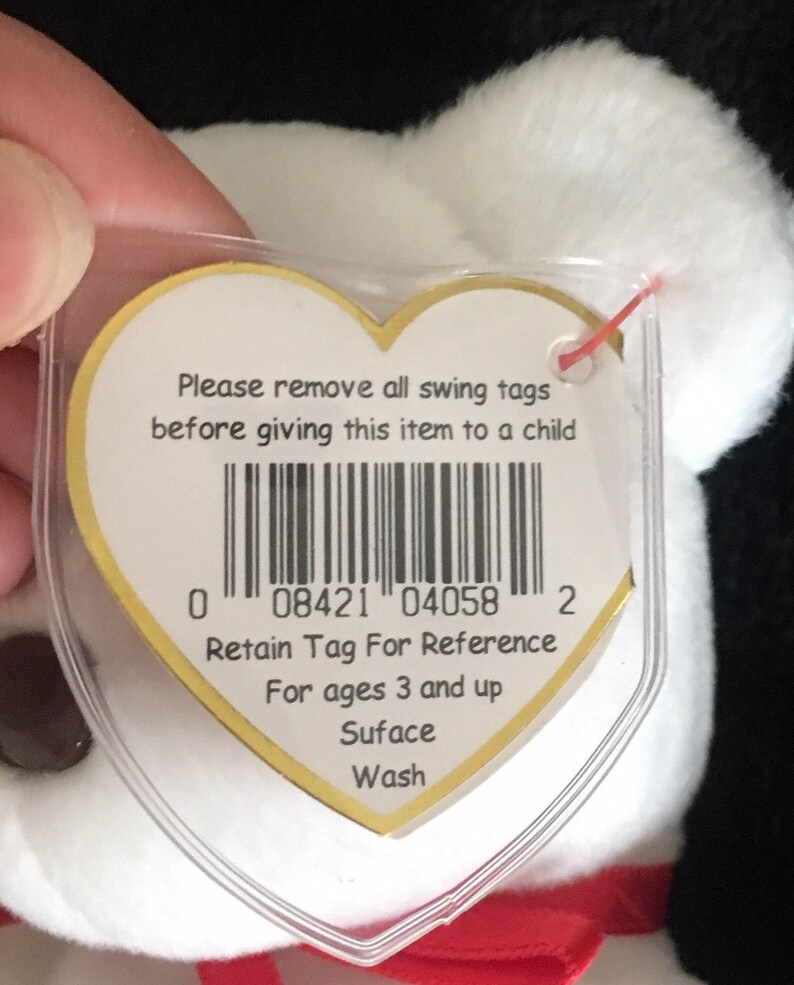 Please remove all swing tags
before giving this item to a child
0 08421 04058 2
Retain Tag For Reference
For ages 3 and up
Suface
Wash